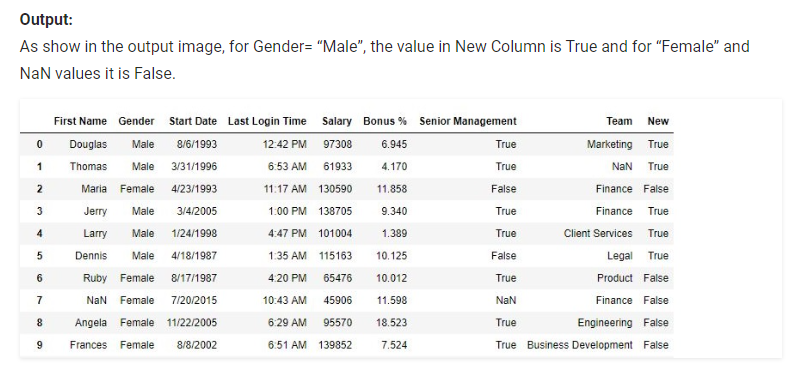 Output:
As show in the output image, for Gender= “Male”, the value in New Column is True and for “Female” and
NaN values it is False.
First Name Gender Start Date Last Login Time Salary Bonus % Senior Management Team New
0 Douglas Male 8/6/1993 12:42 PM 97308 6.945 True Marketing True
1 Thomas Male 3/31/1996 6:53 AM 61933 4.170 True NaN True
2 Maria Female 4/23/1993 11:17 AM 130590 11.858 False Finance False
3 Jerry Male 3/4/2005 1:00 PM 138705 9.340 True Finance True
4 Larry Male 1/24/1998 4:47 PM 101004 1.389 True Client Services True
5 Dennis Male 4/18/1987 1:35 AM 115163 10.125 False Legal True
6 Ruby Female 8/17/1987 4:20 PM 65476 10.012 True Product False
7 NaN Female 7/20/2015 10:43 AM 45906 11.598 NaN Finance False
8 Angela Female 11/22/2005 6:29 AM 95570 18.523 True Engineering False
9 Frances Female 8/8/2002 6:51 AM 139852 7.524 True Business Development False